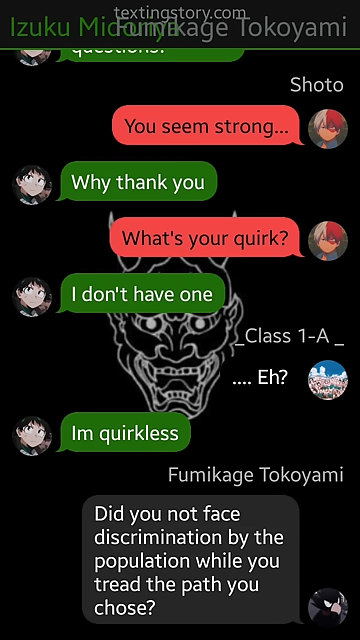 textingstory.com
Izuku Midoriya
Fumikage Tokoyami
questions?
Shoto
You seem strong...
Why thank you
What's your quirk?
I don't have one
_Class 1-A _
.... Eh?
Im quirkless
Fumikage Tokoyami
Did you not face
discrimination by the
population while you
tread the path you
chose?